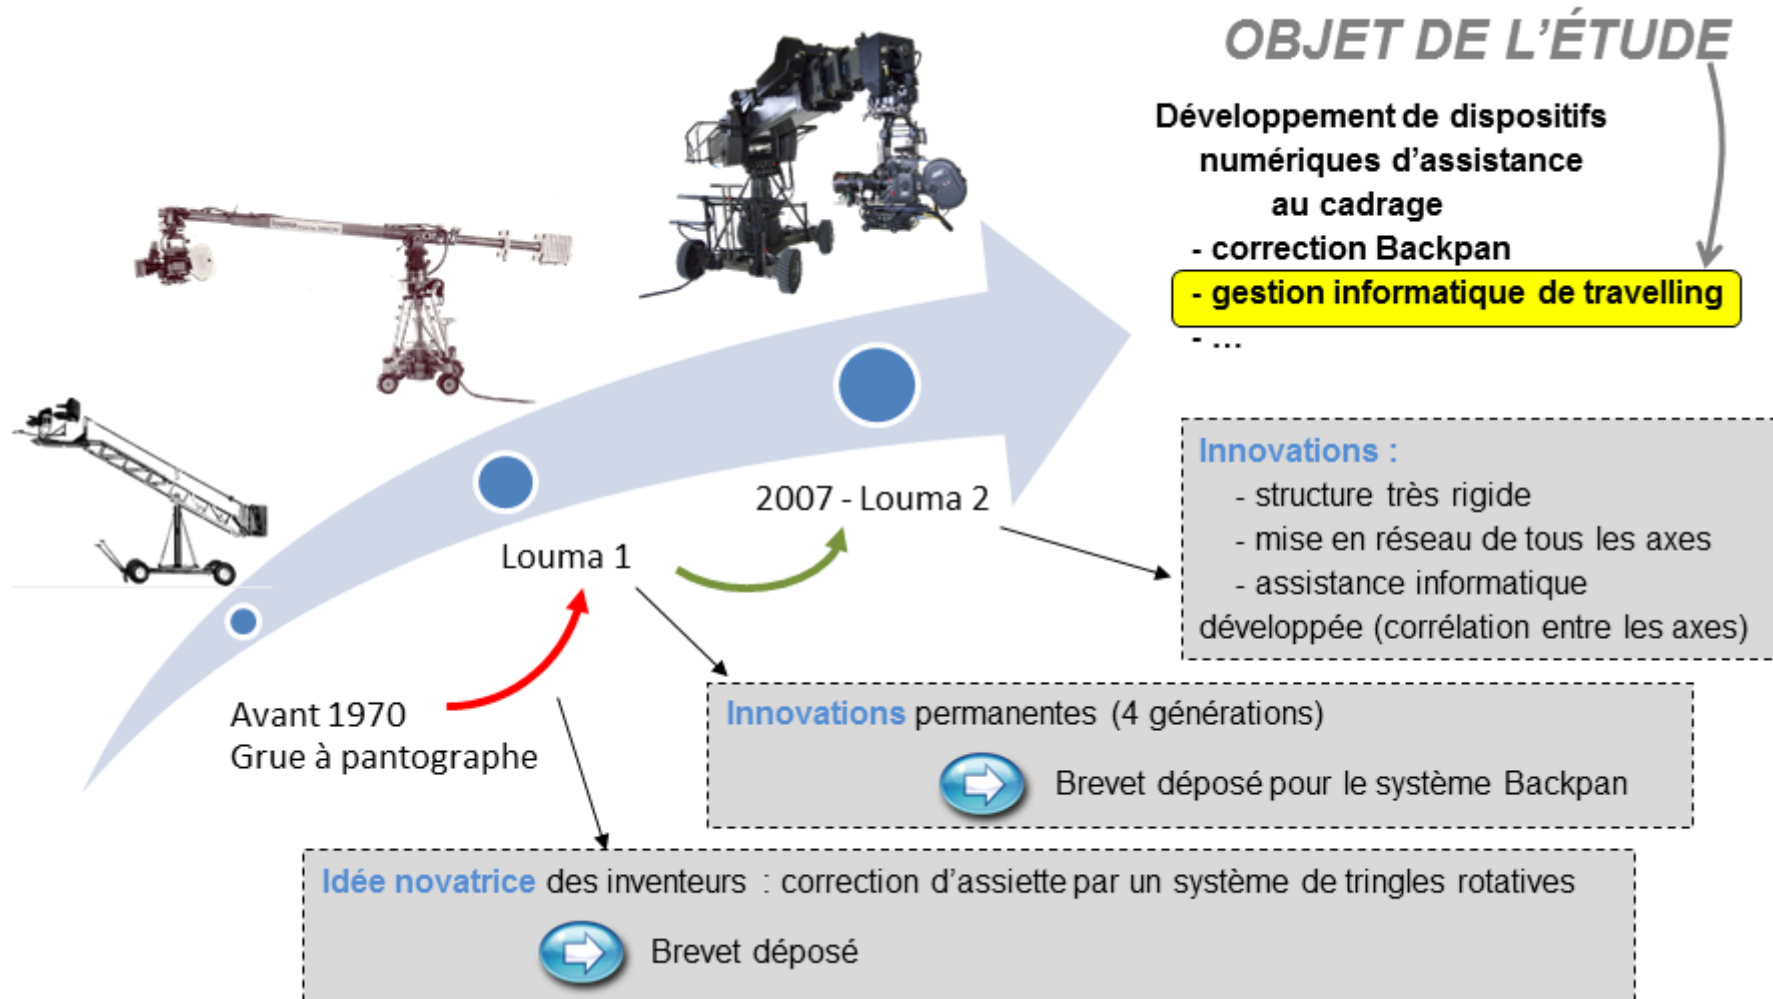 OBJET DE L'ÉTUDE
Développement de dispositifs
numériques d'assistance
au cadrage
- correction Backpan
- gestion informatique de travelling
- ...
Innovations :
- structure très rigide
- mise en réseau de tous les axes
- assistance informatique
développée (corrélation entre les axes)
2007 - Louma 2
Louma 1
Avant 1970
Grue à pantographe
Innovations permanentes (4 générations)
Brevet déposé pour le système Backpan
Idée novatrice des inventeurs : correction d'assiette par un système de tringles rotatives
Brevet déposé